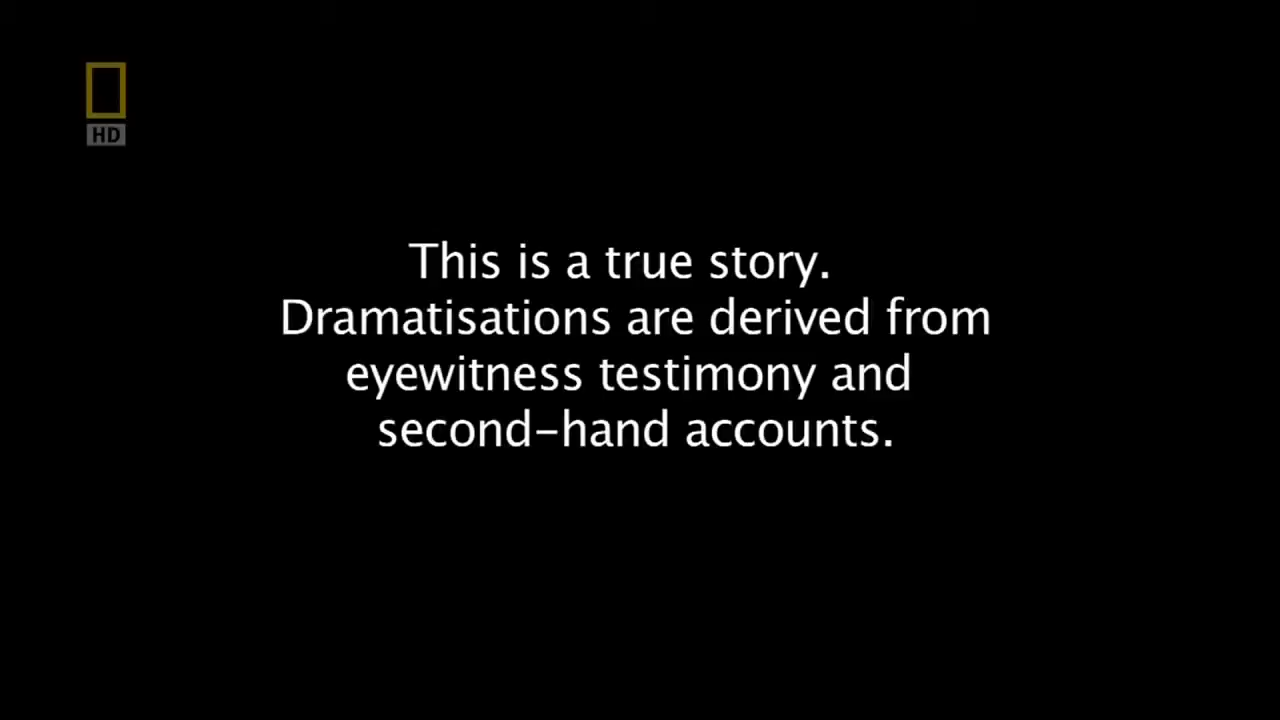 HD
This is a true story.
Dramatisations are derived from
eyewitness testimony and
second-hand accounts.